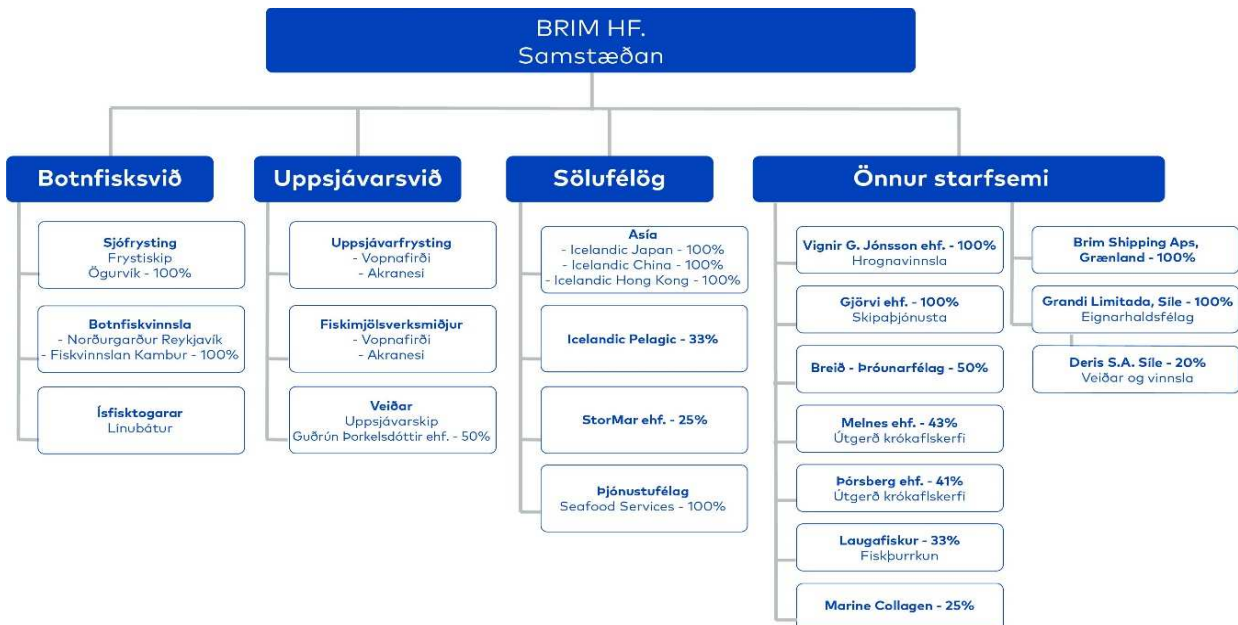 BRIM HF.
Samstæðan
Botnfisksvið
Sjófrysting
Frystiskip
Ögurvík - 100%
Botnfiskvinnsla
- Norðurgarður Reykjavík
- Fiskvinnslan Kambur - 100%
Ísfisktogarar
Línubátur
Uppsjávarsvið
Uppsjávarfrysting
- Vopnafirði
- Akranesi
Fiskimjölsverksmiðjur
- Vopnafirði
- Akranesi
Veiðar
Uppsjávarskip
Guðrún Þorkelsdóttir ehf. - 50%
Sölufélög
Asía
- Icelandic Japan - 100%
- Icelandic China - 100%
- Icelandic Hong Kong - 100%
Icelandic Pelagic - 33%
StorMar ehf. - 25%
Þjónustufélag
Seafood Services - 100%
Önnur starfsemi
Vignir G. Jónsson ehf. - 100%
Hrognavinnsla
Gjörvi ehf. - 100%
Skipaþjónusta
Breið - Þróunarfélag - 50%
Melnes ehf. - 43%
Útgerð krókaflskerfi
Þórsberg ehf. - 41%
Útgerð krókaflskerfi
Laugafiskur - 33%
Fiskþurrkun
Marine Collagen - 25%
Brim Shipping Aps,
Grænland - 100%
Grandi Limitada, Síle - 100%
Eignarhaldsfélag
Deris S.A. Síle - 20%
Veiðar og vinnsla